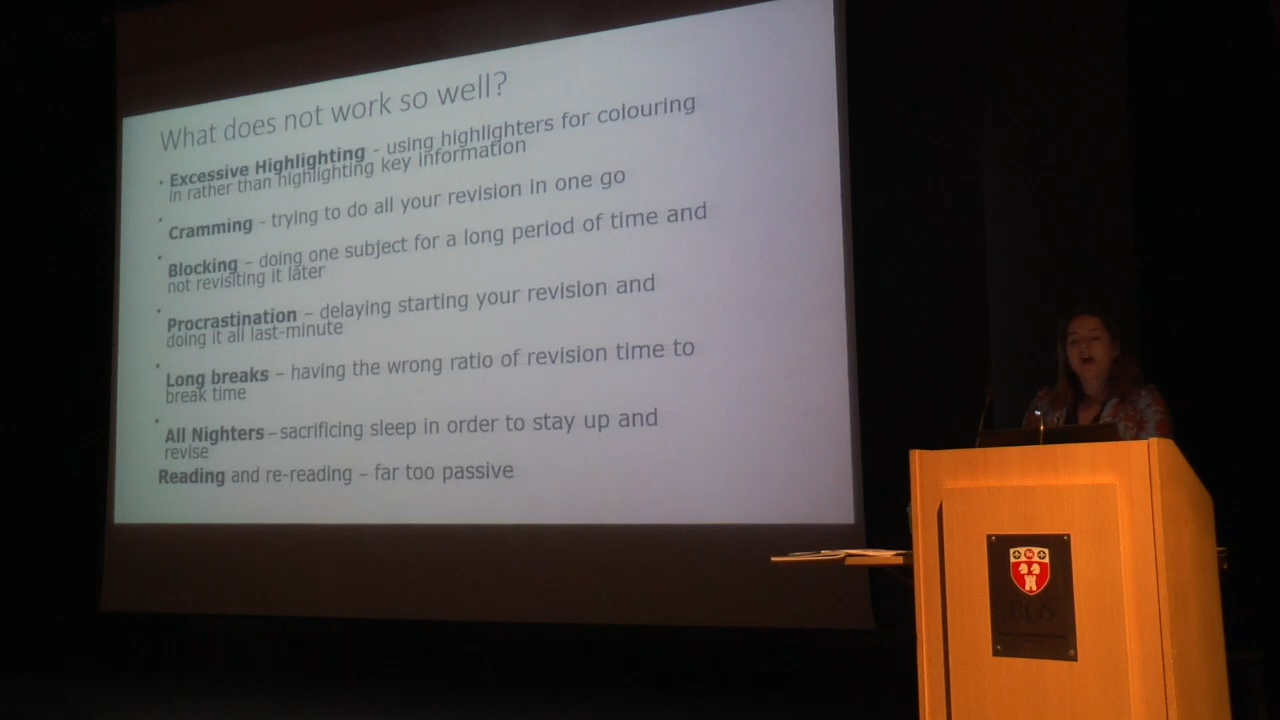 What does not work so well?
• Excessive Highlighting - using highlighters for colouring
in rather than highlighting key information
• Cramming - trying to do all your revision in one go
• Blocking – doing one subject for a long period of time and
not revisiting it later
• Procrastination – delaying starting your revision and
doing it all last-minute
• Long breaks – having the wrong ratio of revision time to
break time
• All Nighters – sacrificing sleep in order to stay up and
revise
Reading and re-reading – far too passive
RGS